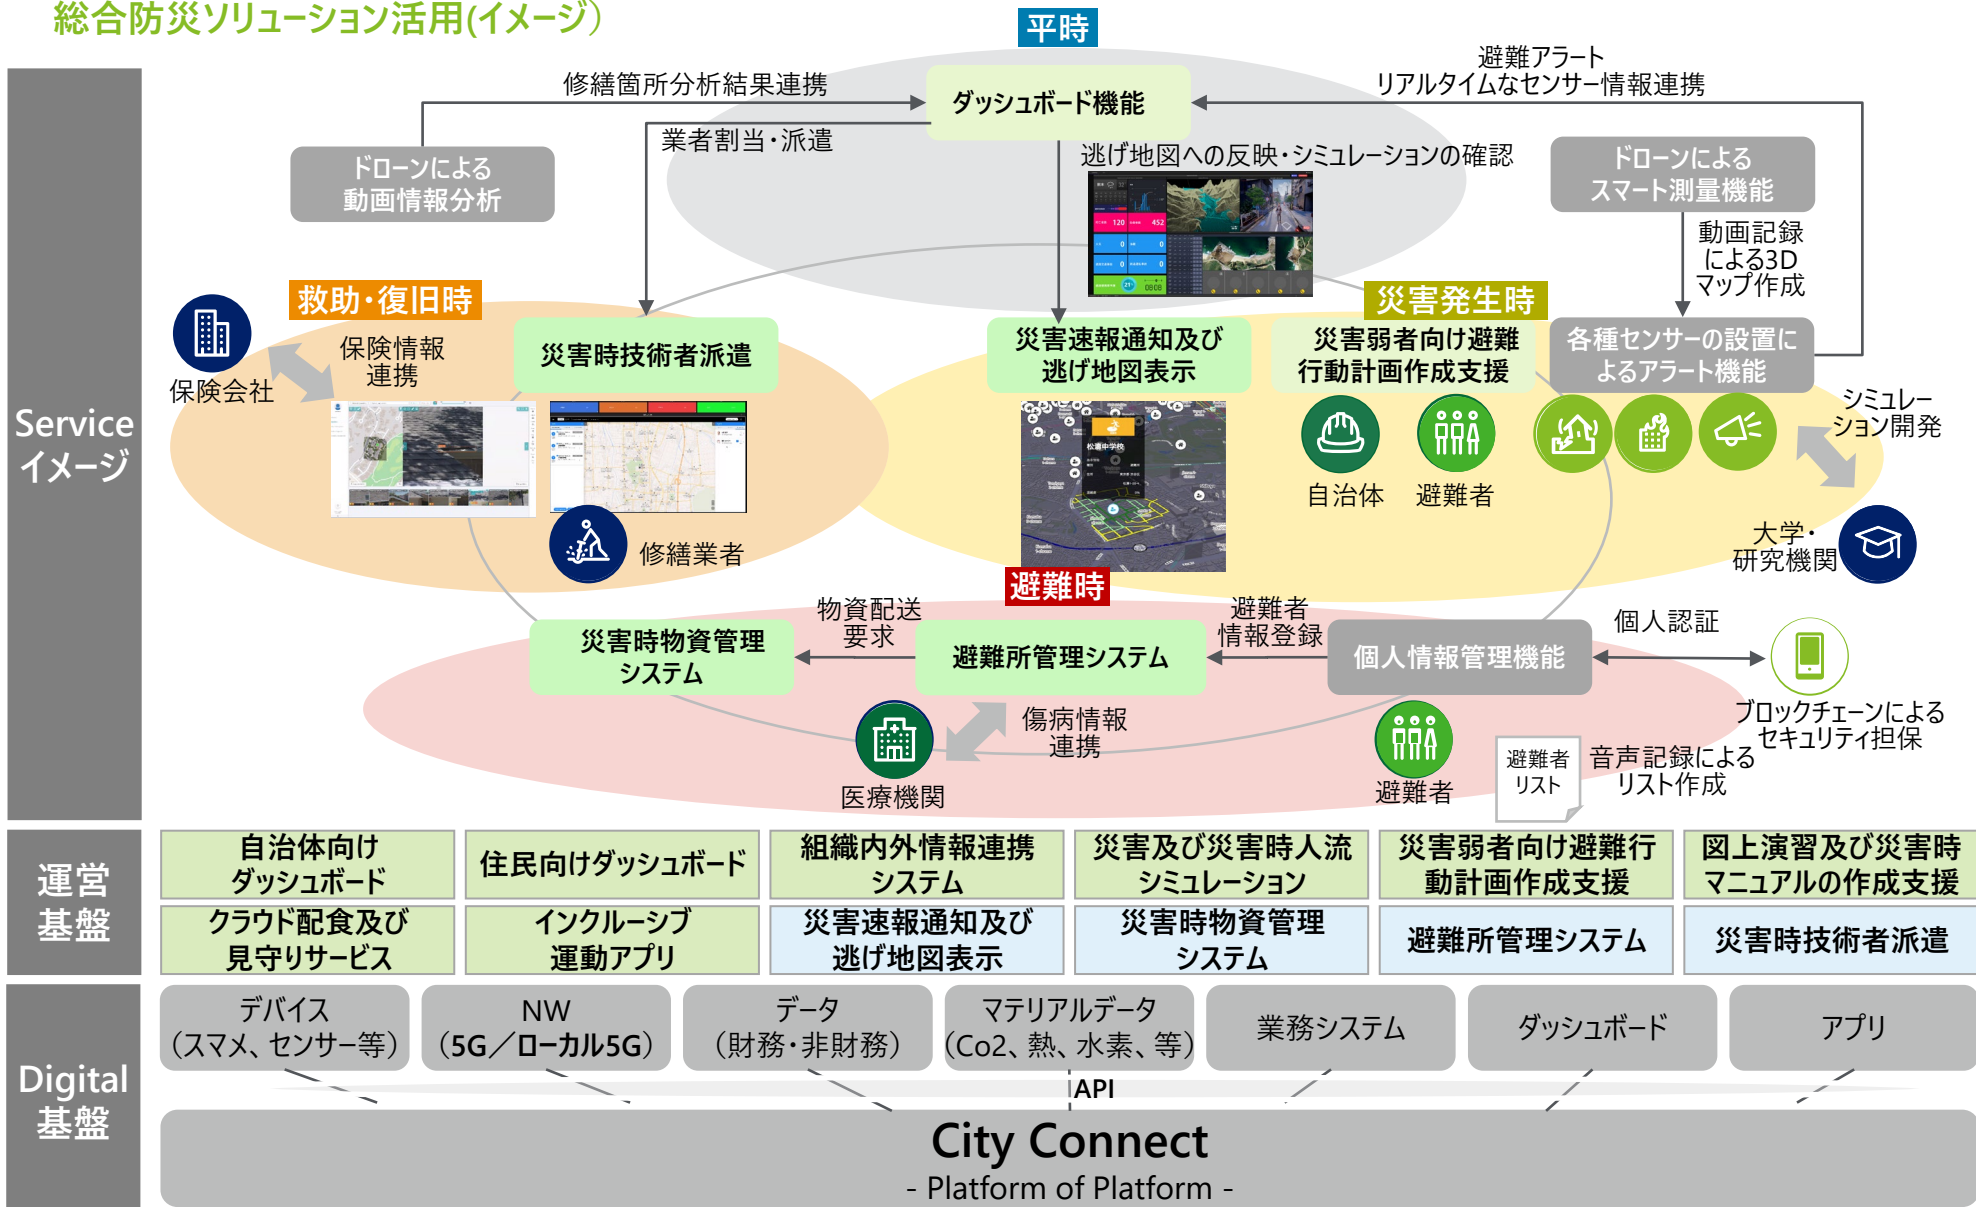 総合防災ソリューション活用(イメージ）
平時
修繕箇所分析結果連携
ダッシュボード機能
避難アラート
リアルタイムなセンサー情報連携
業者割当・派遣
ドローンによる
動画情報分析
逃げ地図への反映・シミュレーションの確認
120
452
0
0
0
0
21
0808
ドローンによる
スマート測量機能
動画記録
による3D
マップ作成
救助・復旧時
災害発生時
保険会社
保険情報
連携
災害時技術者派遣
災害速報通知及び
逃げ地図表示
災害弱者向け避難
行動計画作成支援
各種センサーの設置に
よるアラート機能
Service
イメージ
松濤中学校
自治体
避難者
シミュレー
ション開発
修繕業者
大学・
研究機関
避難時
災害時物資管理
システム
物資配送
要求
避難所管理システム
避難者
情報登録
個人情報管理機能
個人認証
ブロックチェーンによる
セキュリティ担保
医療機関
傷病情報
連携
避難者
避難者
リスト
音声記録による
リスト作成
運営
基盤
自治体向け
ダッシュボード
住民向けダッシュボード
組織内外情報連携
システム
災害及び災害時人流
シミュレーション
災害弱者向け避難行
動計画作成支援
図上演習及び災害時
マニュアルの作成支援
クラウド配食及び
見守りサービス
インクルーシブ
運動アプリ
災害速報通知及び
逃げ地図表示
災害時物資管理
システム
避難所管理システム
災害時技術者派遣
Digital
基盤
デバイス
（スマメ、センサー等）
NW
（5G／ローカル5G）
データ
（財務・非財務）
マテリアルデータ
（Co2、熱、水素、等）
業務システム
ダッシュボード
アプリ
API
City Connect
- Platform of Platform -